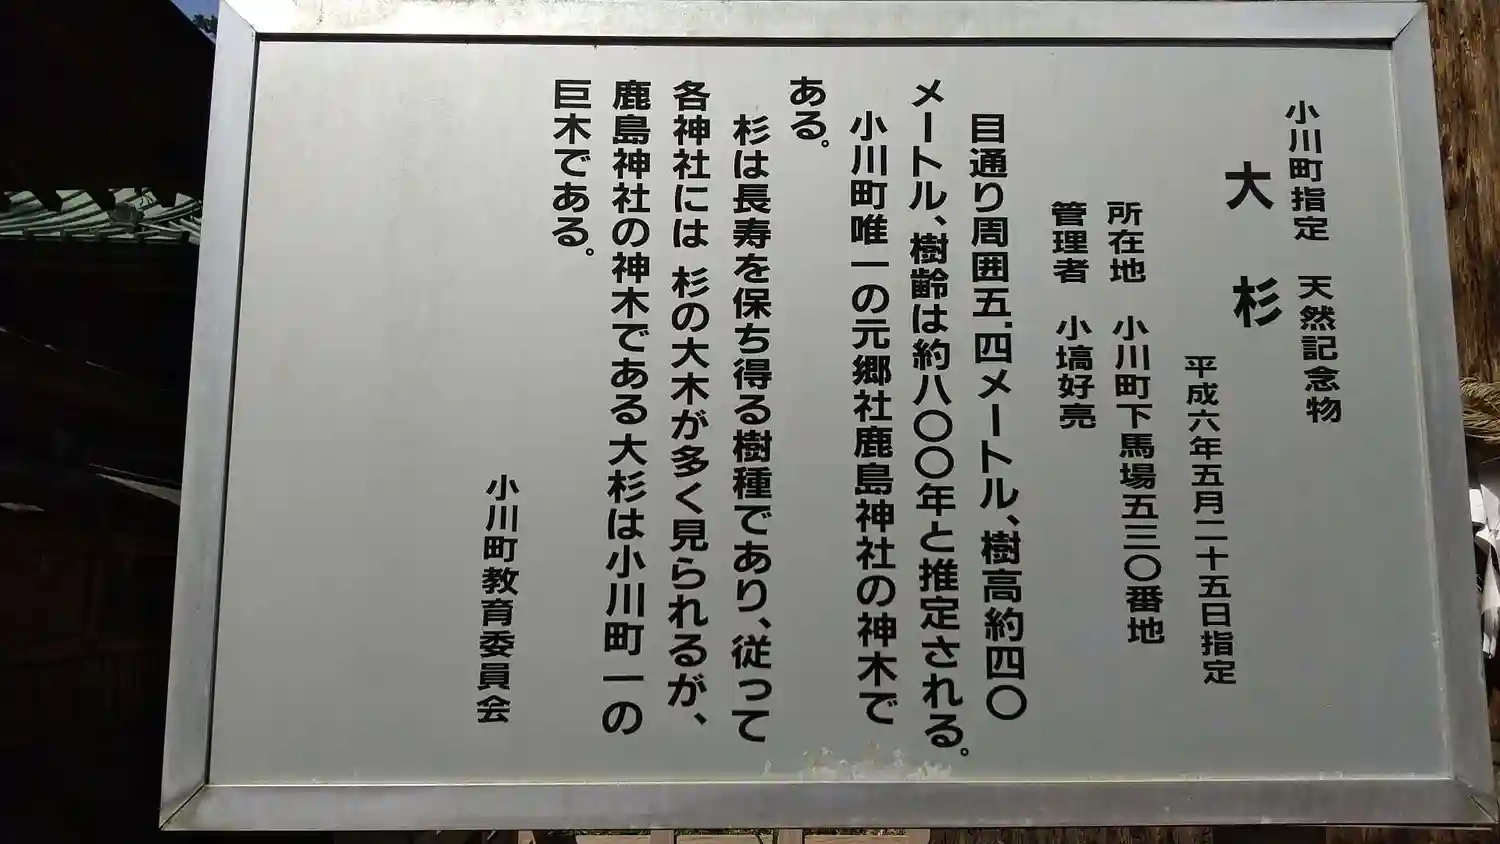 小川町指定 天然記念物
大杉
平成六年五月二十五日指定
所在地 小川町下馬場五三〇番地
管理者 小塙好亮
目通り周囲五.四メートル、樹高約四〇
メートル、樹齢は約八〇〇年と推定される。
小川町唯一の元郷社鹿島神社の神木で
ある。
杉は長寿を保ち得る樹種であり、従って
各神社には 杉の大木が多く見られるが、
鹿島神社の神木である大杉は小川町一の
巨木である。
小川町教育委員会